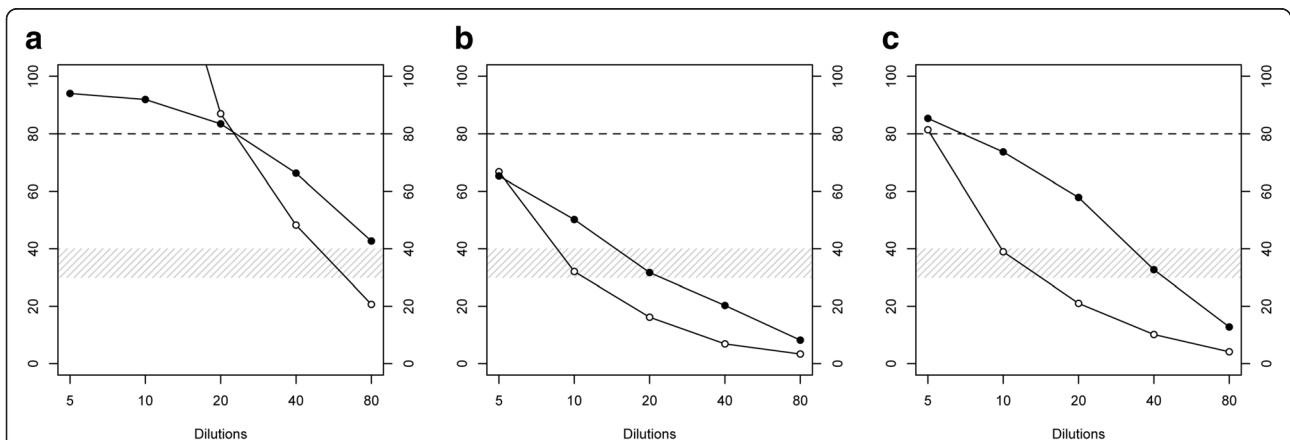 a b c
100 100 100 100 100 100
80 80 80 80 80 80
60 60 60 60 60 60
40 40 40 40 40 40
20 20 20 20 20 20
0 0 0 0 0 0
5 10 20 40 80 5 10 20 40 80 5 10 20 40 80
Dilutions Dilutions Dilutions